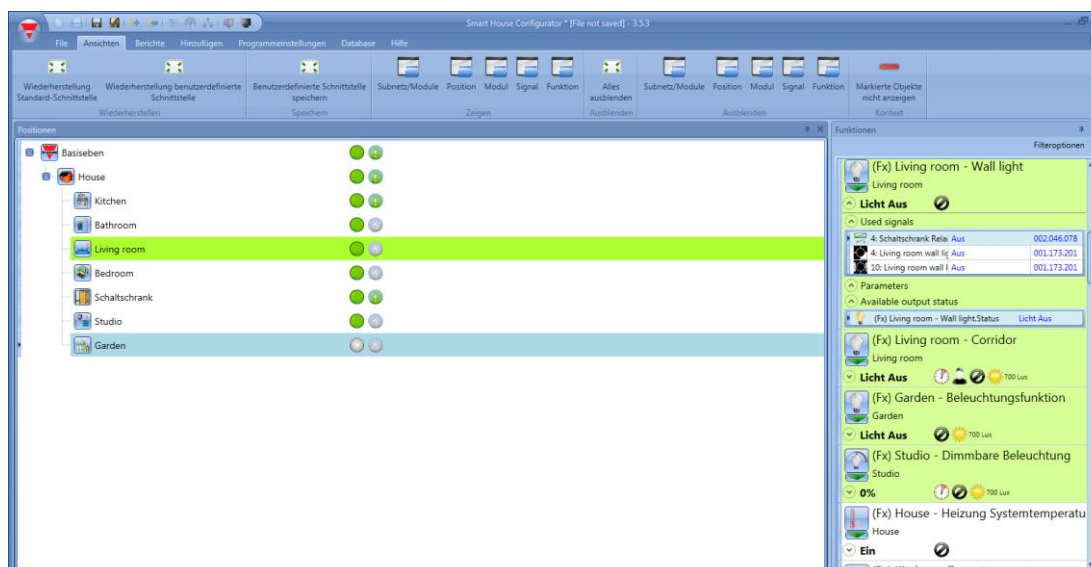 Smart House Configurator * [File not saved] - 3.5.3
File Ansichten Berichte Hinzufügen Programmeinstellungen Database Hilfe
Wiederherstellung Standard-Schnittstelle
Wiederherstellung benutzerdefinierte Schnittstelle
Benutzerdefinierte Schnittstelle speichern
Subnetz/Module Position Modul Signal Funktion
Alles ausblenden
Subnetz/Module Position Modul Signal Funktion
Markierte Objekte nicht anzeigen
Wiederherstellen Speichern Zeigen Ausblenden Ausblenden Kontext
Positionen
Basiseben
House
Kitchen
Bathroom
Living room
Bedroom
Schaltschrank
Studio
Garden
Funktionen
Filteroptionen
(Fx) Living room - Wall light
Living room
Licht Aus
Used signals
4: Schaltschrank Relai Aus 002.046.078
4: Living room wall lig Aus 001.173.201
10: Living room wall l Aus 001.173.201
Parameters
Available output status
(Fx) Living room - Wall light.Status Licht Aus
(Fx) Living room - Corridor
Living room
Licht Aus 700 Lux
(Fx) Garden - Beleuchtungsfunktion
Garden
Licht Aus 700 Lux
(Fx) Studio - Dimmbare Beleuchtung
Studio
0% 700 Lux
(Fx) House - Heizung Systemtemperatu
House
Ein